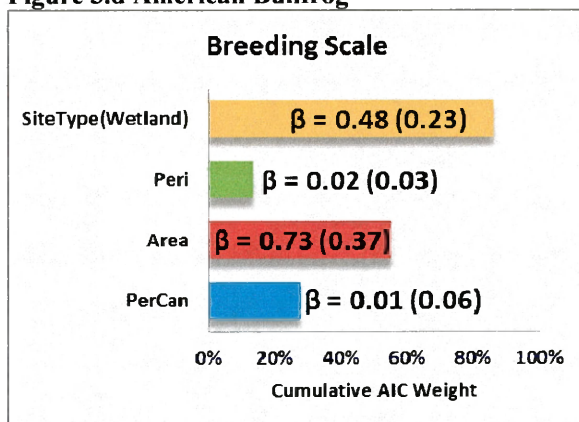 Figure 3.d American Bullfrog
Breeding Scale
SiteType(Wetland) β = 0.48 (0.23)
Peri β = 0.02 (0.03)
Area β = 0.73 (0.37)
PerCan β = 0.01 (0.06)
0% 20% 40% 60% 80% 100%
Cumulative AIC Weight